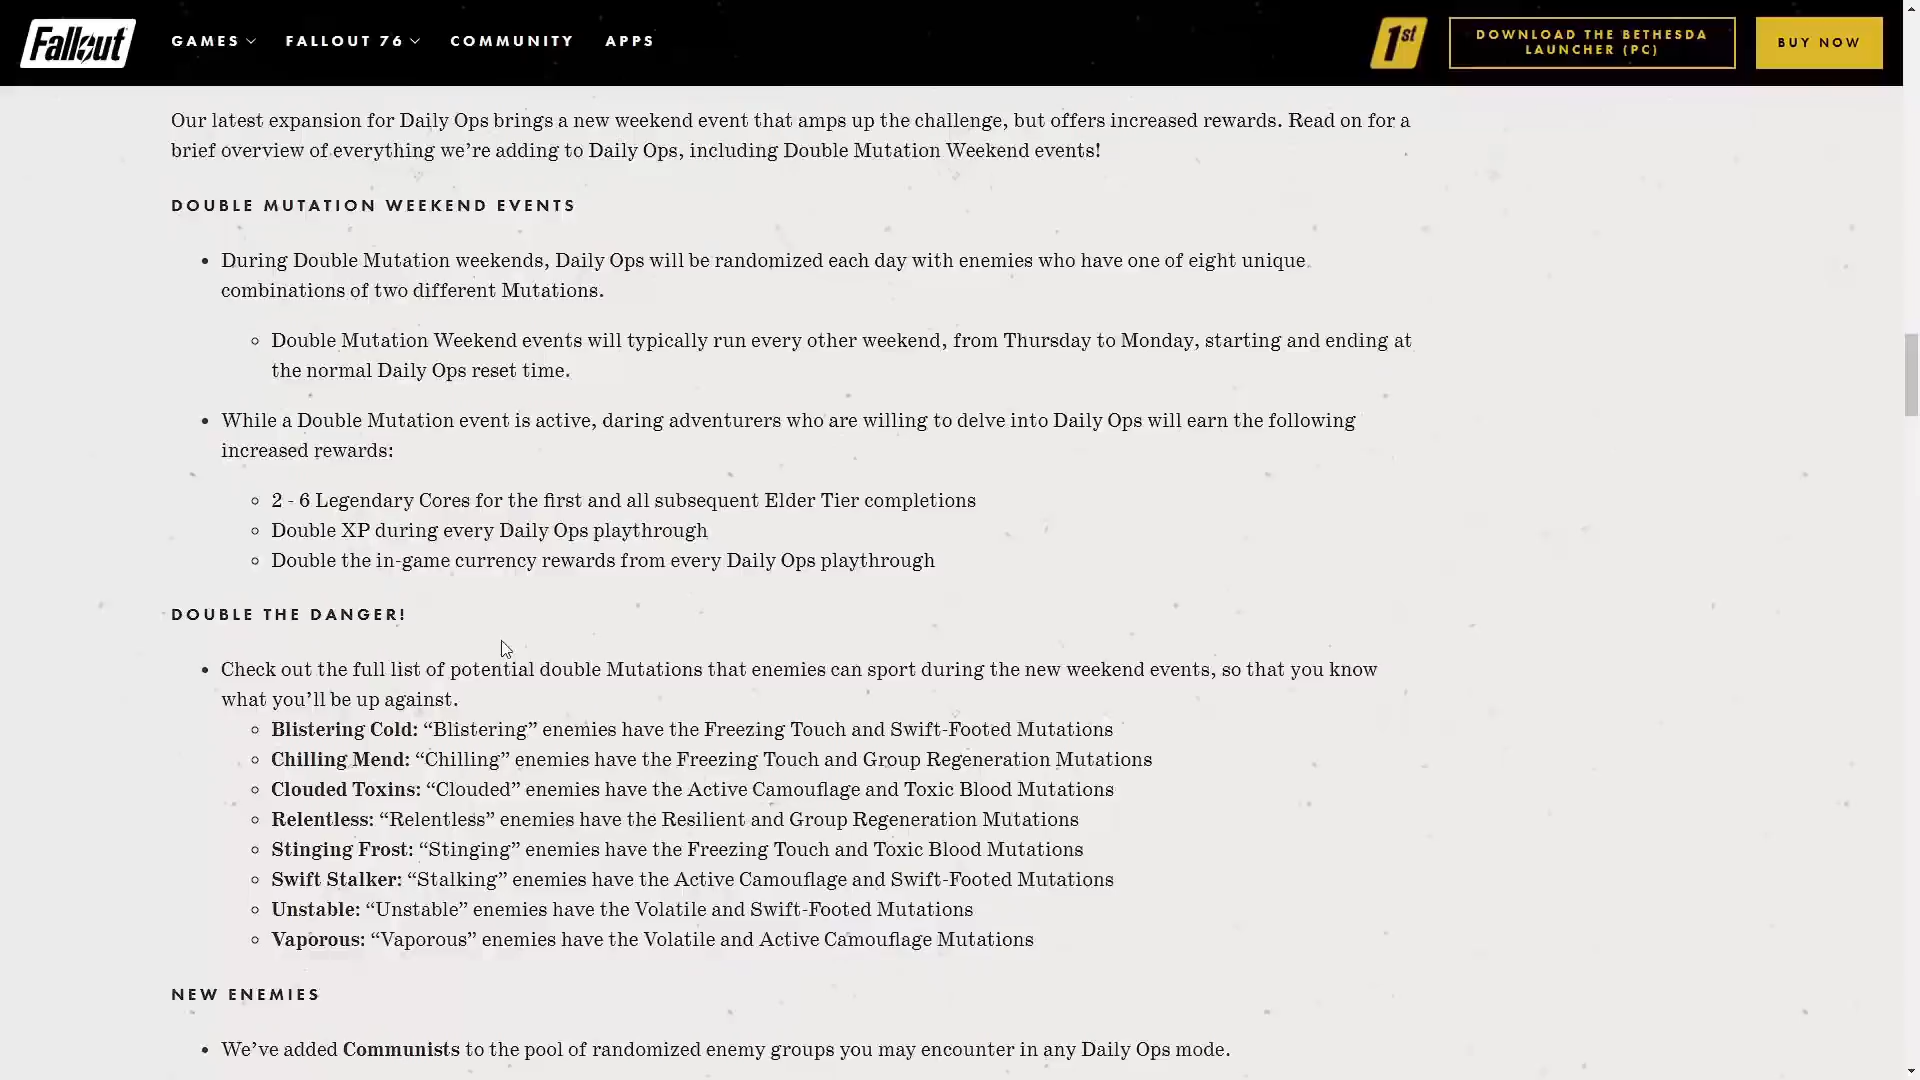 Fallout
GAMES
FALLOUT 76
COMMUNITY
APPS
1st
DOWNLOAD THE BETHESDA
LAUNCHER (PC)
BUY NOW
Our latest expansion for Daily Ops brings a new weekend event that amps up the challenge, but offers increased rewards. Read on for a
brief overview of everything we’re adding to Daily Ops, including Double Mutation Weekend events!
DOUBLE MUTATION WEEKEND EVENTS
• During Double Mutation weekends, Daily Ops will be randomized each day with enemies who have one of eight unique
combinations of two different Mutations.
◦ Double Mutation Weekend events will typically run every other weekend, from Thursday to Monday, starting and ending at
the normal Daily Ops reset time.
• While a Double Mutation event is active, daring adventurers who are willing to delve into Daily Ops will earn the following
increased rewards:
◦ 2 - 6 Legendary Cores for the first and all subsequent Elder Tier completions
◦ Double XP during every Daily Ops playthrough
◦ Double the in-game currency rewards from every Daily Ops playthrough
DOUBLE THE DANGER!
• Check out the full list of potential double Mutations that enemies can sport during the new weekend events, so that you know
what you’ll be up against.
◦ Blistering Cold: “Blistering” enemies have the Freezing Touch and Swift-Footed Mutations
◦ Chilling Mend: “Chilling” enemies have the Freezing Touch and Group Regeneration Mutations
◦ Clouded Toxins: “Clouded” enemies have the Active Camouflage and Toxic Blood Mutations
◦ Relentless: “Relentless” enemies have the Resilient and Group Regeneration Mutations
◦ Stinging Frost: “Stinging” enemies have the Freezing Touch and Toxic Blood Mutations
◦ Swift Stalker: “Stalking” enemies have the Active Camouflage and Swift-Footed Mutations
◦ Unstable: “Unstable” enemies have the Volatile and Swift-Footed Mutations
◦ Vaporous: “Vaporous” enemies have the Volatile and Active Camouflage Mutations
NEW ENEMIES
• We’ve added Communists to the pool of randomized enemy groups you may encounter in any Daily Ops mode.